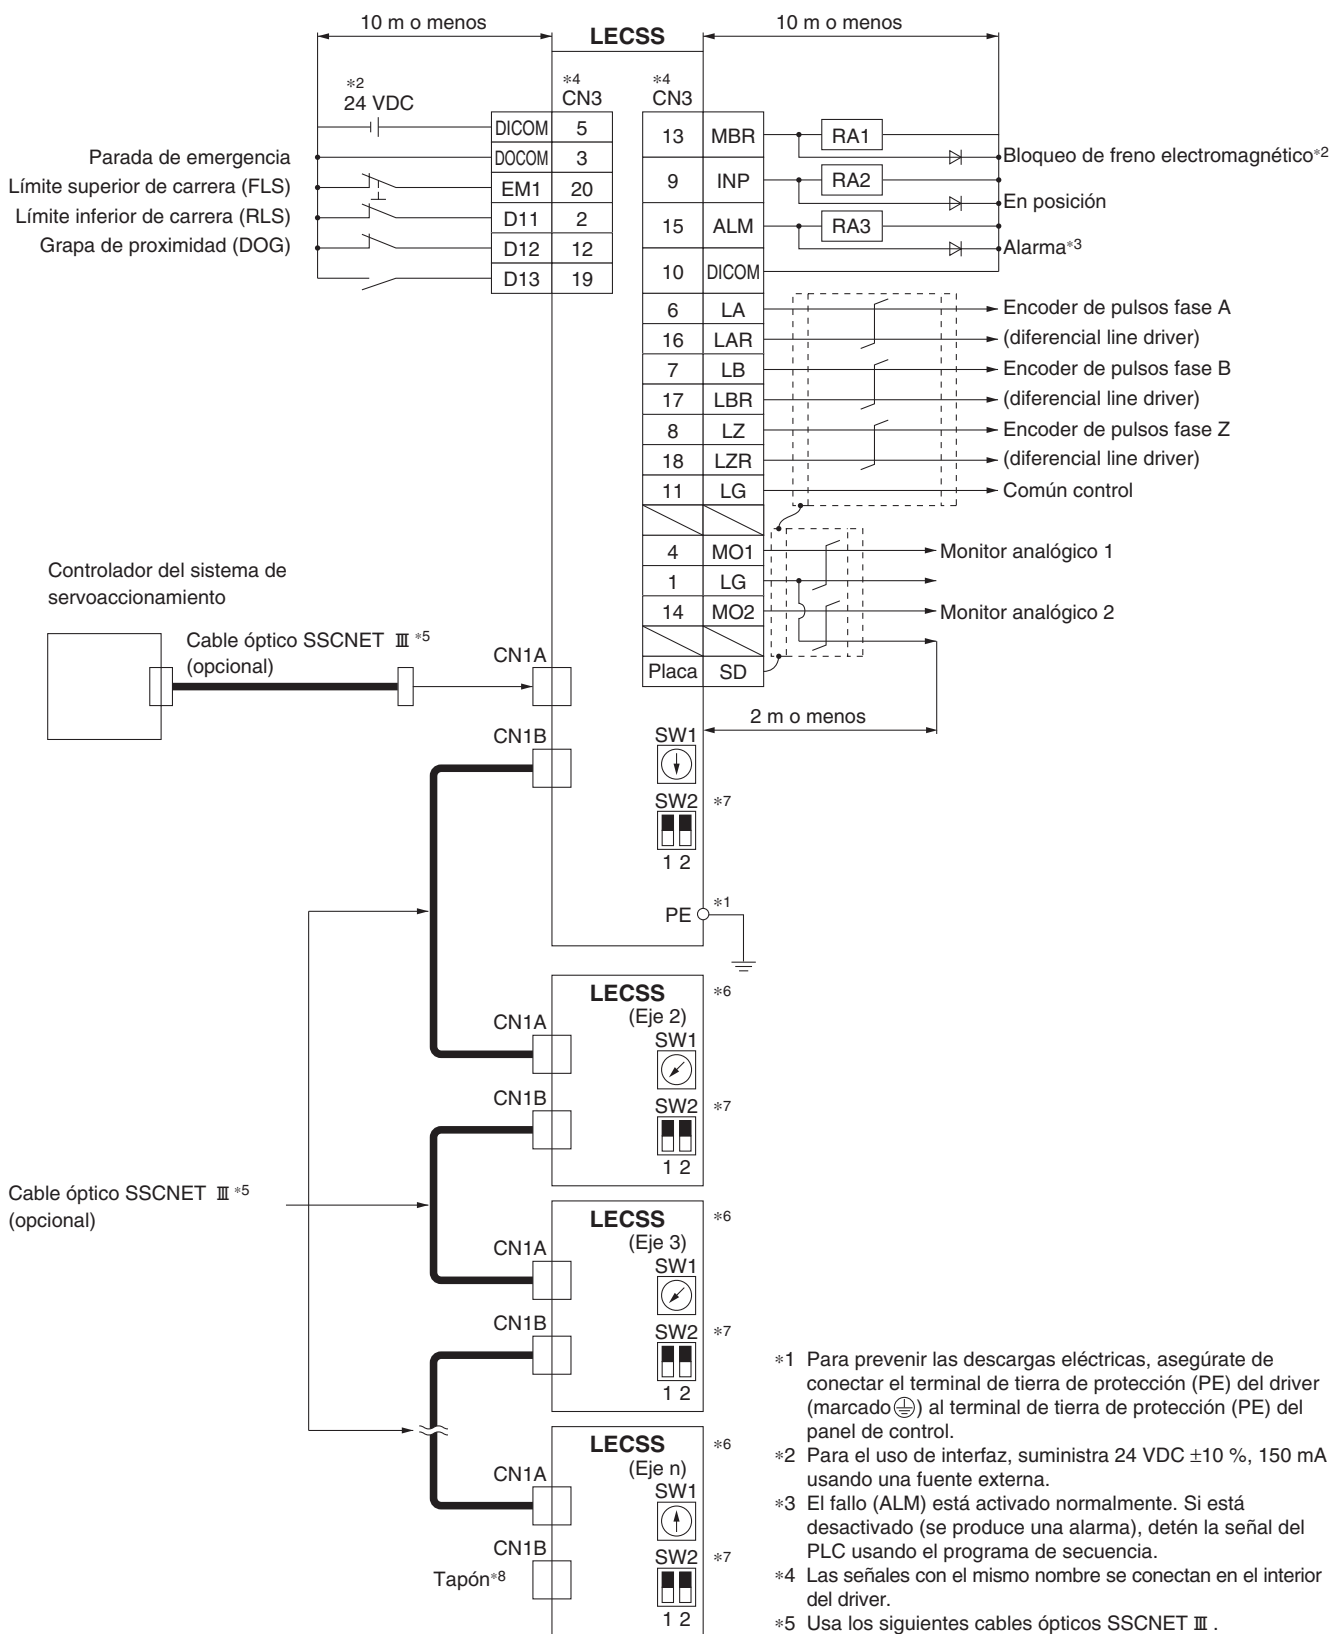 10 m o menos
LECSS
10 m o menos
*2
24 VDC
*4
CN3
*4
CN3
DICOM 5
DOCOM 3
EM1 20
D11 2
D12 12
D13 19
Parada de emergencia
Límite superior de carrera (FLS)
Límite inferior de carrera (RLS)
Grapa de proximidad (DOG)
13 MBR RA1
Bloqueo de freno electromagnético*2
9 INP RA2
En posición
15 ALM RA3
Alarma*3
10 DICOM
6 LA Encoder de pulsos fase A
16 LAR (diferencial line driver)
7 LB Encoder de pulsos fase B
17 LBR (diferencial line driver)
8 LZ Encoder de pulsos fase Z
18 LZR (diferencial line driver)
11 LG Común control
4 MO1 Monitor analógico 1
1 LG
14 MO2 Monitor analógico 2
Placa SD
2 m o menos
Controlador del sistema de
servoaccionamiento
Cable óptico SSCNET Ⅲ *5
(opcional)
CN1A
CN1B
SW1
SW2 *7
1 2
PE *1
LECSS *6
(Eje 2)
CN1A
SW1
CN1B
SW2 *7
1 2
Cable óptico SSCNET Ⅲ *5
(opcional)
LECSS *6
(Eje 3)
CN1A
SW1
CN1B
SW2 *7
1 2
LECSS *6
(Eje n)
CN1A
SW1
CN1B
Tapón*8
SW2 *7
1 2
*1 Para prevenir las descargas eléctricas, asegúrate de
conectar el terminal de tierra de protección (PE) del driver
(marcado ) al terminal de tierra de protección (PE) del
panel de control.
*2 Para el uso de interfaz, suministra 24 VDC ±10 %, 150 mA
usando una fuente externa.
*3 El fallo (ALM) está activado normalmente. Si está
desactivado (se produce una alarma), detén la señal del
PLC usando el programa de secuencia.
*4 Las señales con el mismo nombre se conectan en el interior
del driver.
*5 Usa los siguientes cables ópticos SSCNET Ⅲ .